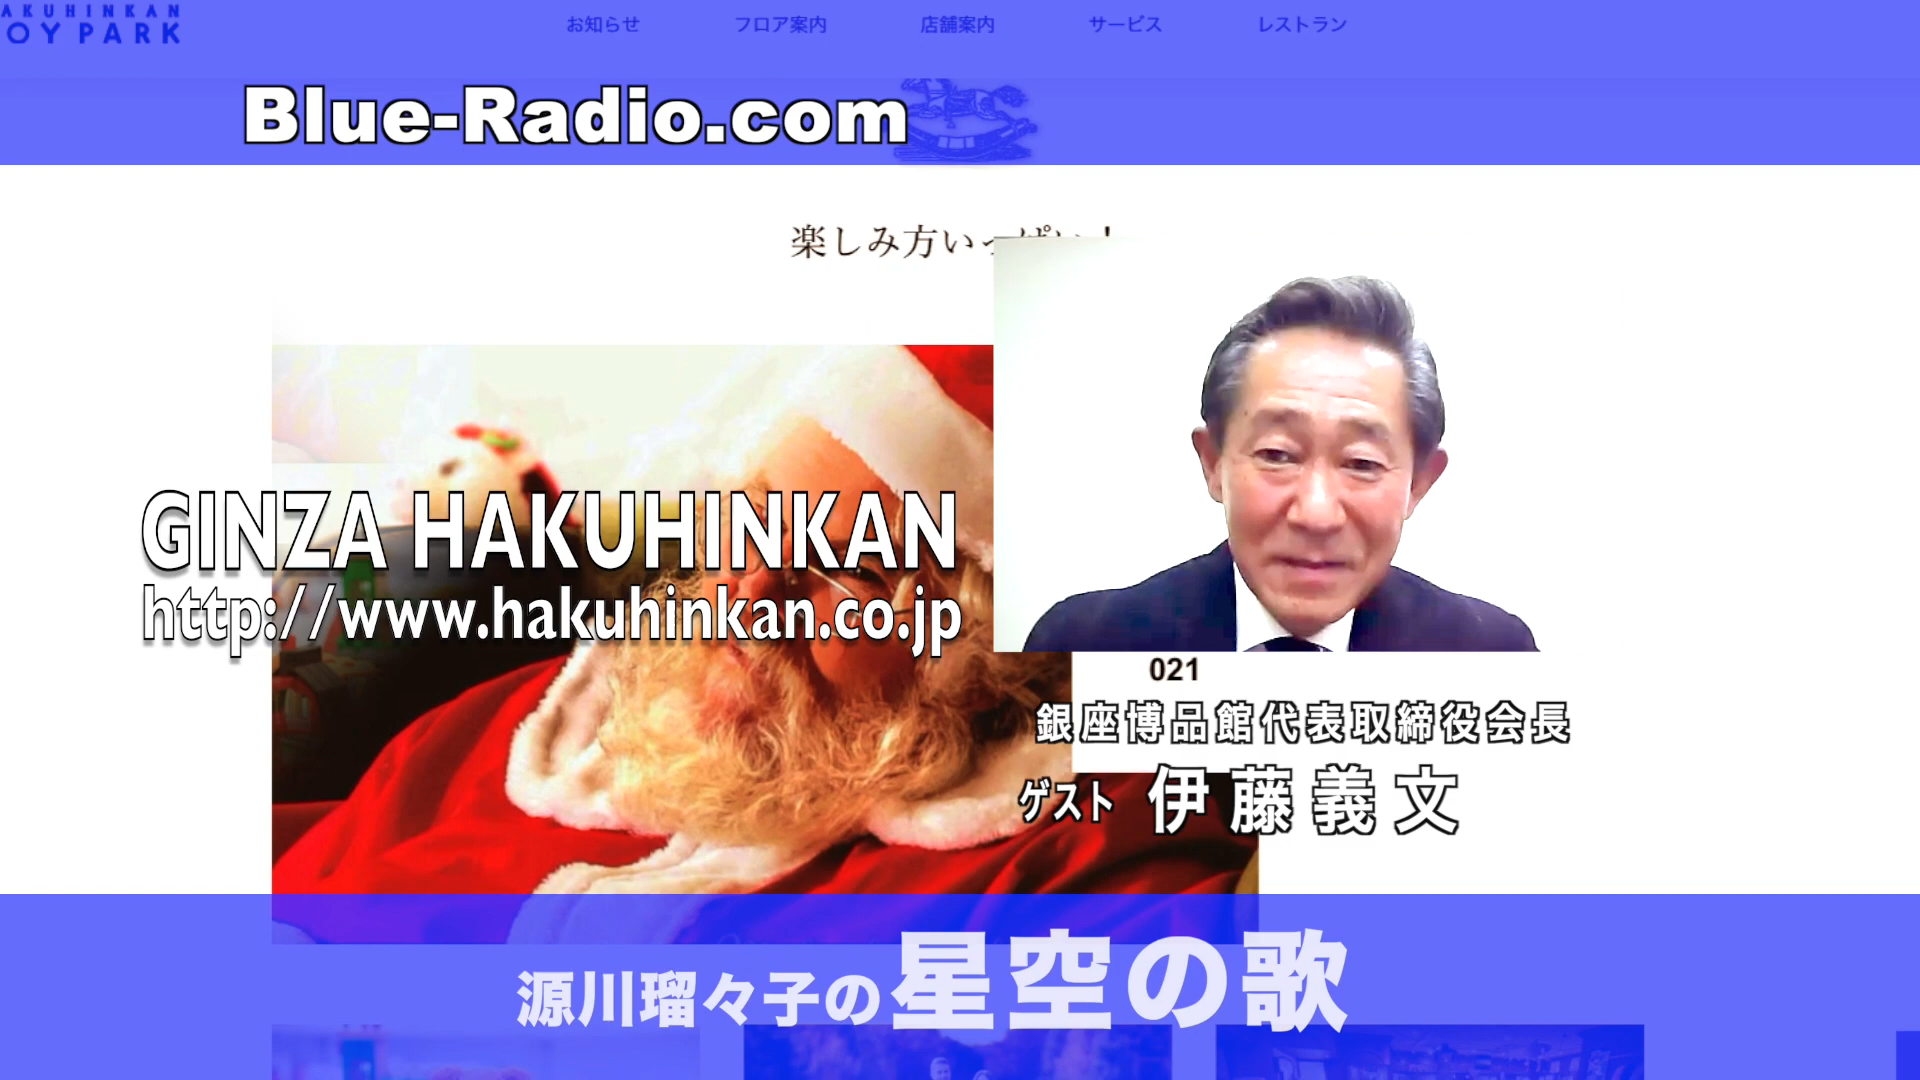 AKUHINKAN
OY PARK
お知らせ
フロア案内
店舗案内
サービス
レストラン
Blue-Radio.com
楽しみ方いっぱい!
GINZA HAKUHINKAN
http://www.hakuhinkan.co.jp
021
銀座博品館代表取締役会長
ゲスト 伊藤義文
源川瑠々子の星空の歌